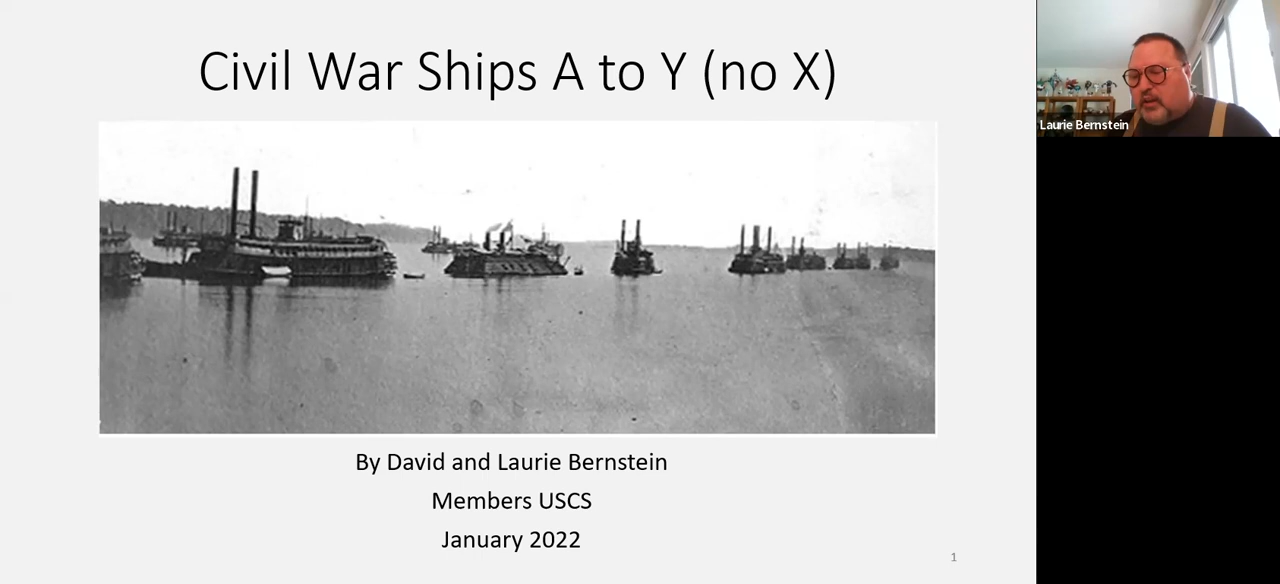 Civil War Ships A to Y (no X)
Laurie Bernstein
By David and Laurie Bernstein
Members USCS
January 2022
1